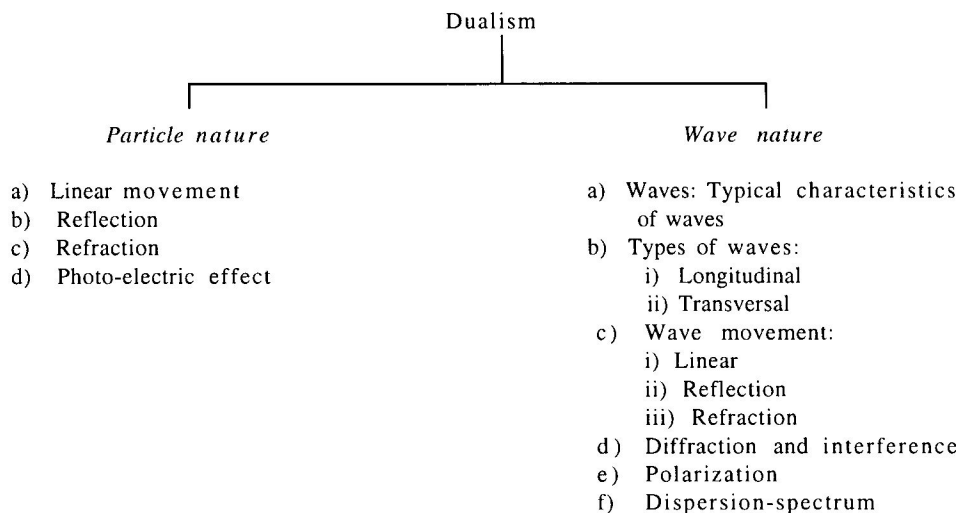 Dualism
Particle nature
a) Linear movement
b) Reflection
c) Refraction
d) Photo-electric effect
Wave nature
a) Waves: Typical characteristics
of waves
b) Types of waves:
i) Longitudinal
ii) Transversal
c) Wave movement:
i) Linear
ii) Reflection
iii) Refraction
d) Diffraction and interference
e) Polarization
f) Dispersion-spectrum